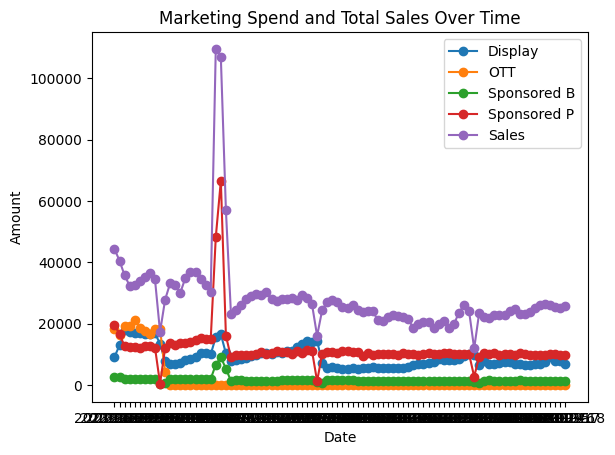 Marketing Spend and Total Sales Over Time
Display
OTT
Sponsored B
Sponsored P
Sales
100000
80000
60000
40000
20000
0
Amount
Date